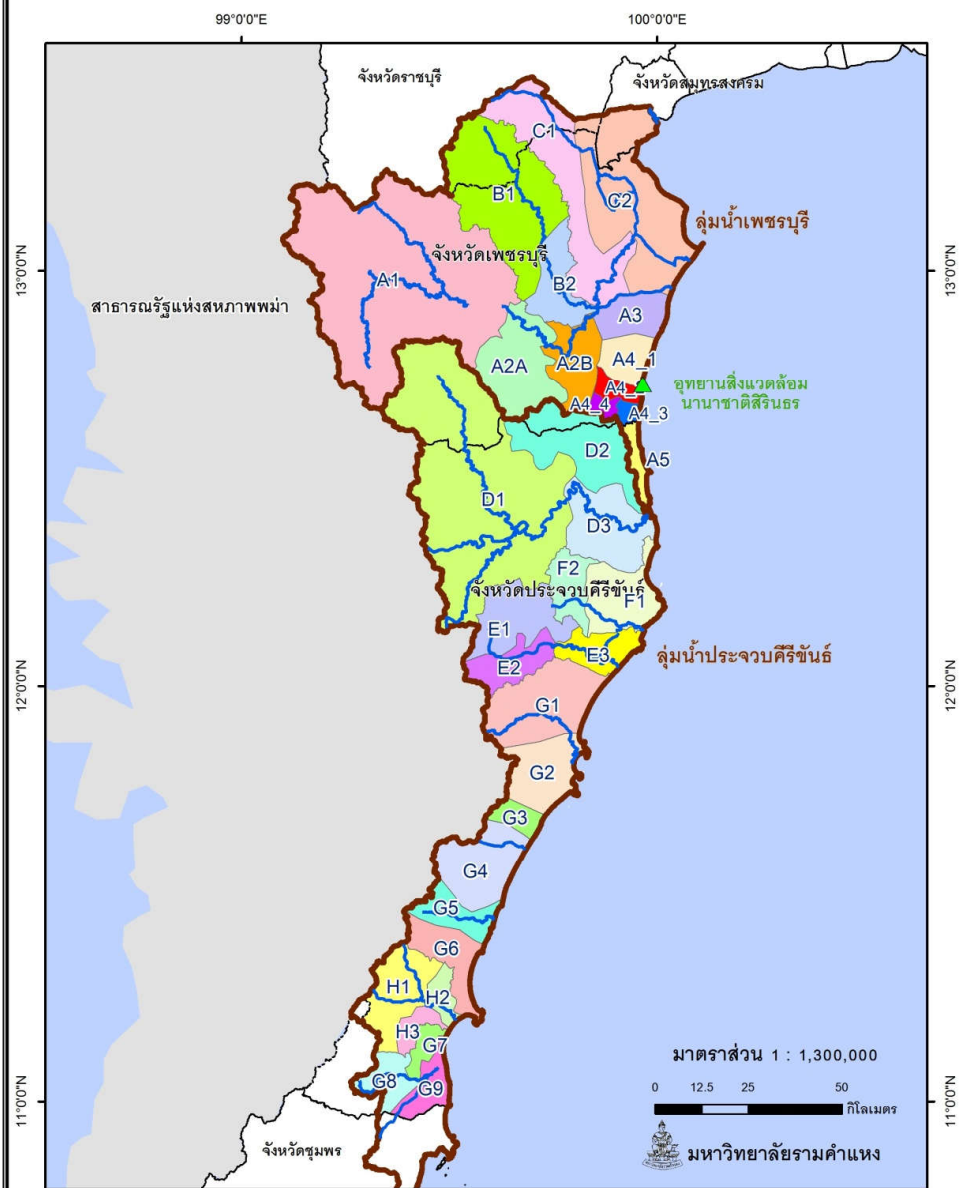 99°0'0"E
100°0'0"E
จังหวัดราชบุรี
จังหวัดสมุทรสงคราม
C1
B1
C2
ลุ่มน้ำเพชรบุรี
จังหวัดเพชรบุรี
13°0'0"N
13°0'0"N
A1
B2
สาธารณรัฐแห่งสหภาพพม่า
A3
A2A
A2B
A4_1
A4_
อุทยานสิ่งแวดล้อม
นานาชาติสิรินธร
A4_4
A4_3
D2
A5
D1
D3
F2
จังหวัดประจวบคีรีขันธ์
F1
E1
E3
ลุ่มน้ำประจวบคีรีขันธ์
E2
12°0'0"N
12°0'0"N
G1
G2
G3
G4
G5
G6
H1
H2
H3
G7
G8
G9
มาตราส่วน 1 : 1,300,000
0 12.5 25 50
กิโลเมตร
11°0'0"N
11°0'0"N
จังหวัดชุมพร
มหาวิทยาลัยรามคำแหง